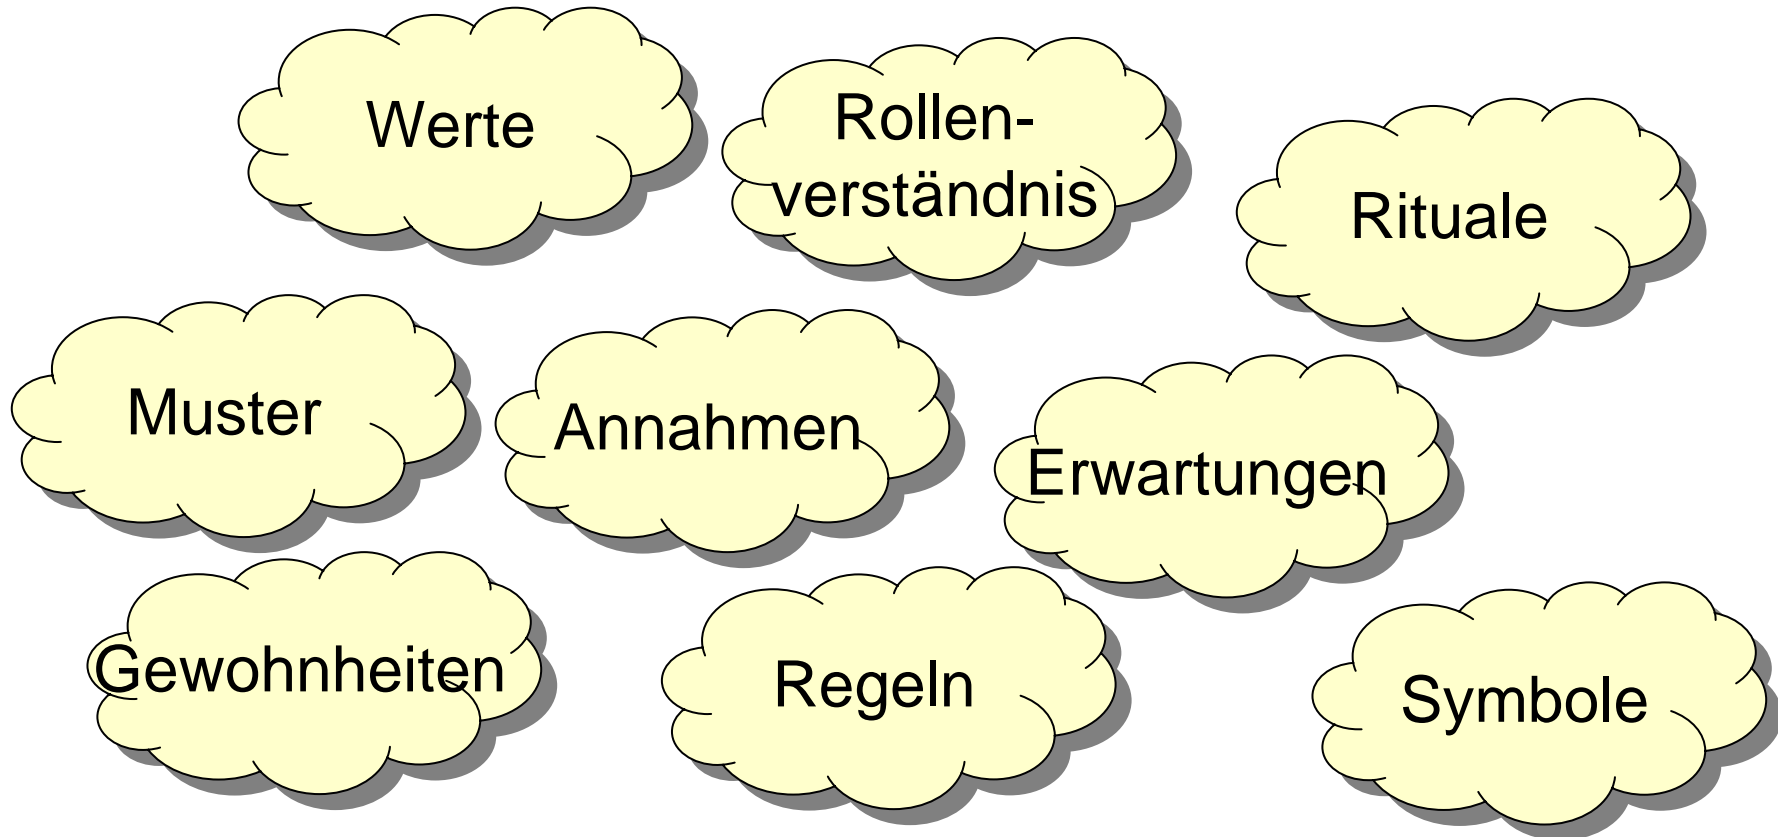 Werte
Rollen-
verständnis
Rituale
Muster
Annahmen
Erwartungen
Gewohnheiten
Regeln
Symbole